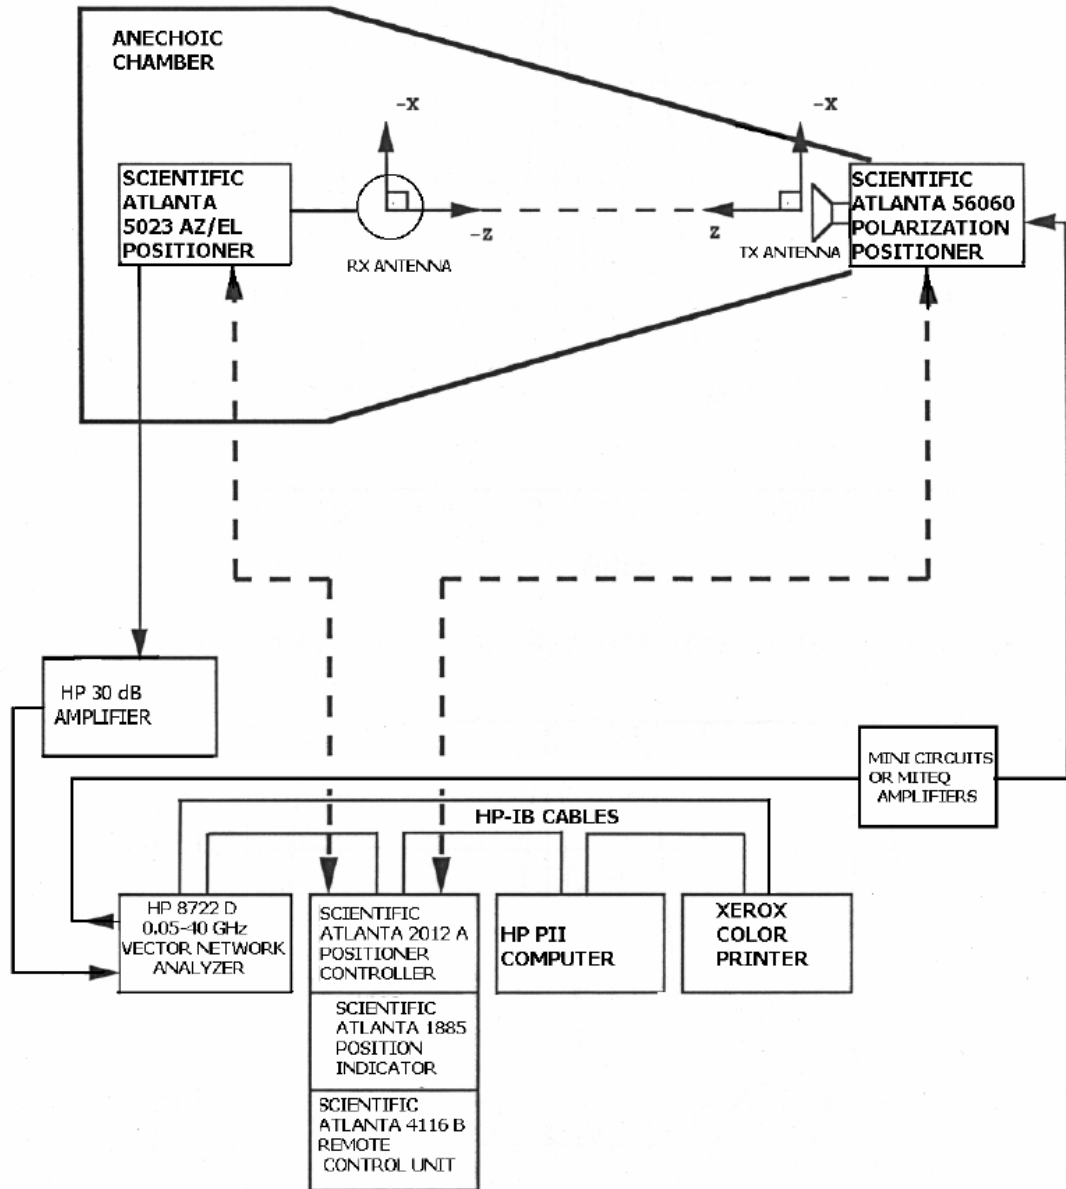 ANECHOIC
CHAMBER
-X
-X
SCIENTIFIC
ATLANTA
5023 AZ/EL
POSITIONER
-Z
RX ANTENNA
Z
TX ANTENNA
SCIENTIFIC
ATLANTA 56060
POLARIZATION
POSITIONER
HP 30 dB
AMPLIFIER
MINI CIRCUITS
OR MITEQ
AMPLIFIERS
HP-IB CABLES
HP 8722 D
0.05-40 GHz
VECTOR NETWORK
ANALYZER
SCIENTIFIC
ATLANTA 2012 A
POSITIONER
CONTROLLER
HP PII
COMPUTER
XEROX
COLOR
PRINTER
SCIENTIFIC
ATLANTA 1885
POSITION
INDICATOR
SCIENTIFIC
ATLANTA 4116 B
REMOTE
CONTROL UNIT